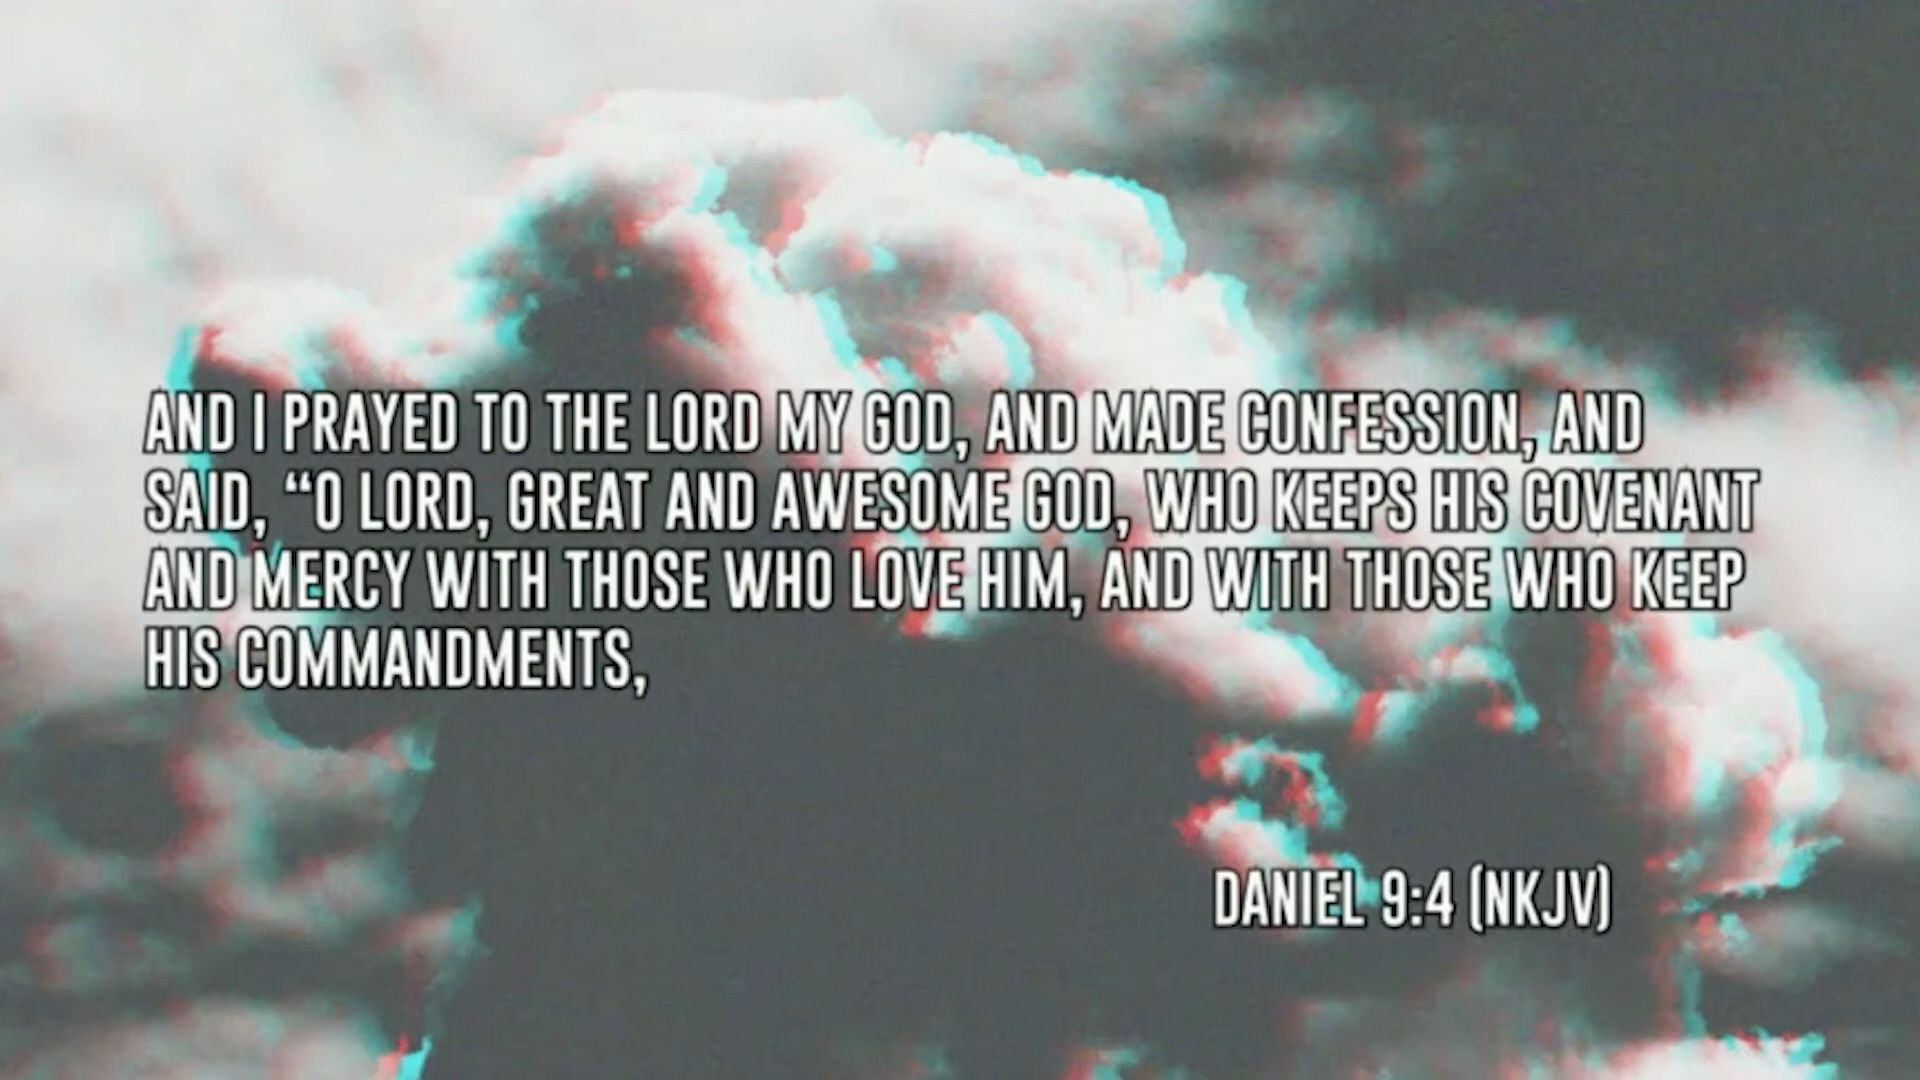 AND I PRAYED TO THE LORD MY GOD, AND MADE CONFESSION, AND
SAID, “O LORD, GREAT AND AWESOME GOD, WHO KEEPS HIS COVENANT
AND MERCY WITH THOSE WHO LOVE HIM, AND WITH THOSE WHO KEEP
HIS COMMANDMENTS,
DANIEL 9:4 (NKJV)